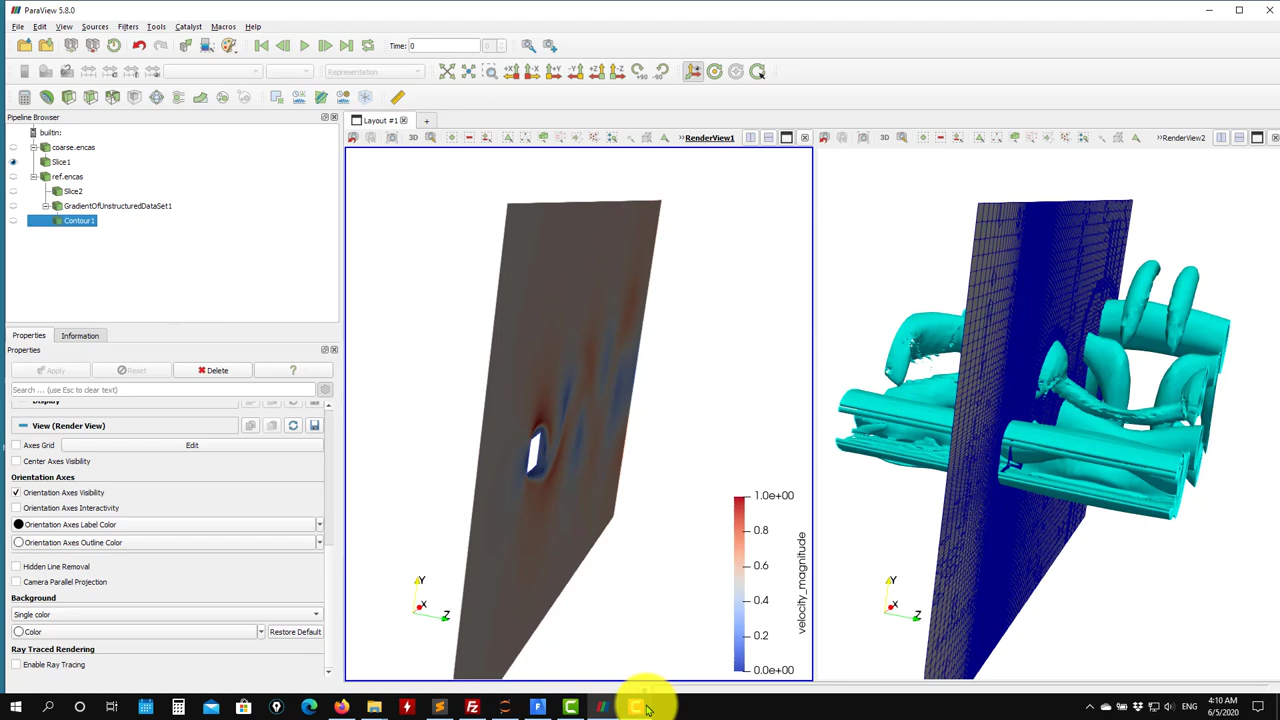 ParaView 5.8.0
File Edit View Sources Filters Tools Catalyst Macros Help
Time: 0 0
Representation
+X -X +Y -Y +Z -Z +90 -90
Pipeline Browser
Layout #1
3D RenderView1
3D RenderView2
builtin:
coarse.encas
Slice1
ref.encas
Slice2
GradientOfUnstructuredDataSet1
Contour1
Properties Information
Properties
Apply Reset Delete ?
Search ... (use Esc to clear text)
Display
View (Render View)
Axes Grid Edit
Center Axes Visibility
Orientation Axes
Orientation Axes Visibility
Orientation Axes Interactivity
Orientation Axes Label Color
Orientation Axes Outline Color
Hidden Line Removal
Camera Parallel Projection
Background
Single color
Color Restore Default
Ray Traced Rendering
Enable Ray Tracing
1.0e+00
0.8
0.6
0.4
0.2
0.0e+00
velocity_magnitude
Y
X
Z
Y
X
Z
ENG
4:10 AM
6/5/2020